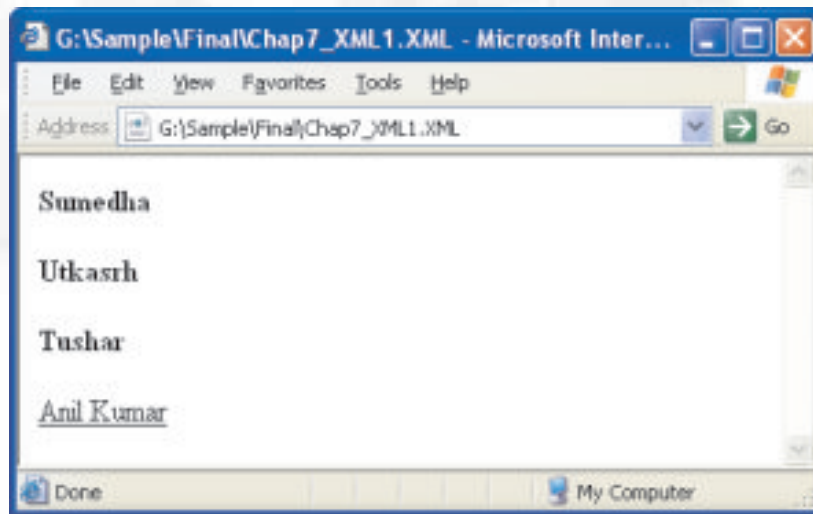 G:\Sample\Final\Chap7_XML1.XML - Microsoft Inter...
File Edit View Favorites Tools Help
Address G:\Sample\Final\Chap7_XML1.XML Go
Sumedha
Utkasrh
Tushar
Anil Kumar
Done My Computer